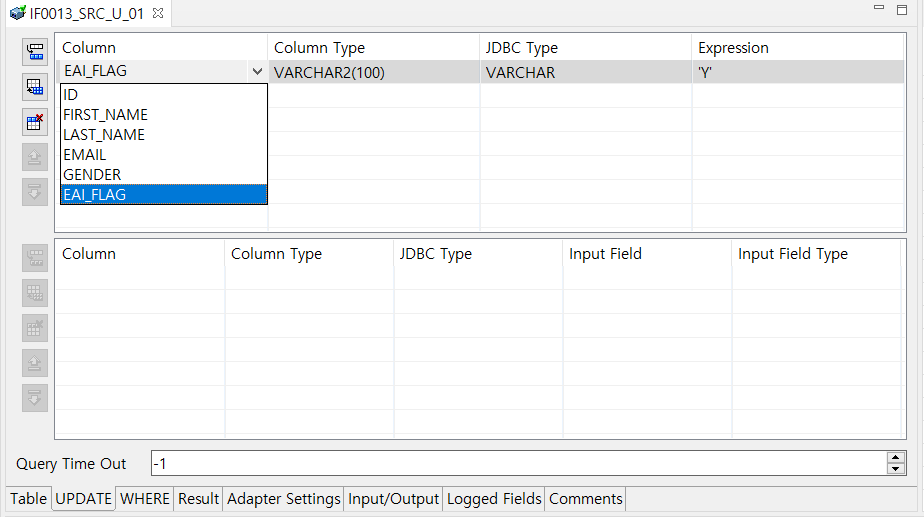 IF0013_SRC_U_01
Column Column Type JDBC Type Expression
EAI_FLAG VARCHAR2(100) VARCHAR 'Y'
ID
FIRST_NAME
LAST_NAME
EMAIL
GENDER
EAI_FLAG
Column Column Type JDBC Type Input Field Input Field Type
Query Time Out -1
Table UPDATE WHERE Result Adapter Settings Input/Output Logged Fields Comments